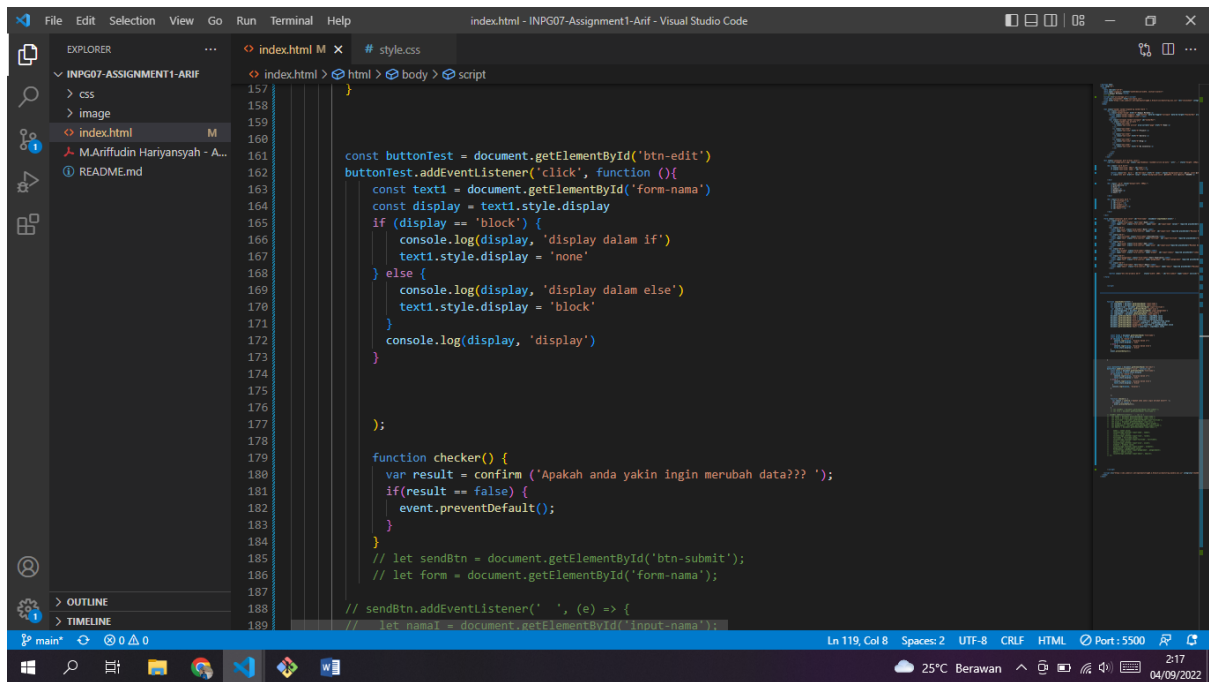 File Edit Selection View Go Run Terminal Help index.html - INPG07-Assignment1-Arif - Visual Studio Code
EXPLORER ···
index.html M
# style.css
INPG07-ASSIGNMENT1-ARIF
css
image
index.html M
M.Ariffudin Hariyansyah - A...
README.md
index.html > html > body > script
157 }
158
159
160
161 const buttonTest = document.getElementById('btn-edit')
162 buttonTest.addEventListener('click', function (){
163 const text1 = document.getElementById('form-nama')
164 const display = text1.style.display
165 if (display == 'block') {
166 console.log(display, 'display dalam if')
167 text1.style.display = 'none'
168 } else {
169 console.log(display, 'display dalam else')
170 text1.style.display = 'block'
171 }
172 console.log(display, 'display')
173 }
174
175
176
177 );
178
179 function checker() {
180 var result = confirm ('Apakah anda yakin ingin merubah data??? ');
181 if(result == false) {
182 event.preventDefault();
183 }
184 }
185 // let sendBtn = document.getElementById('btn-submit');
186 // let form = document.getElementById('form-nama');
187
188 // sendBtn.addEventListener(' ', (e) => {
189 // let namaI = document.getElementById('input-nama');
1
1
OUTLINE
TIMELINE
main* 0 0 Ln 119, Col 8 Spaces: 2 UTF-8 CRLF HTML Port : 5500
25°C Berawan
2:17
04/09/2022